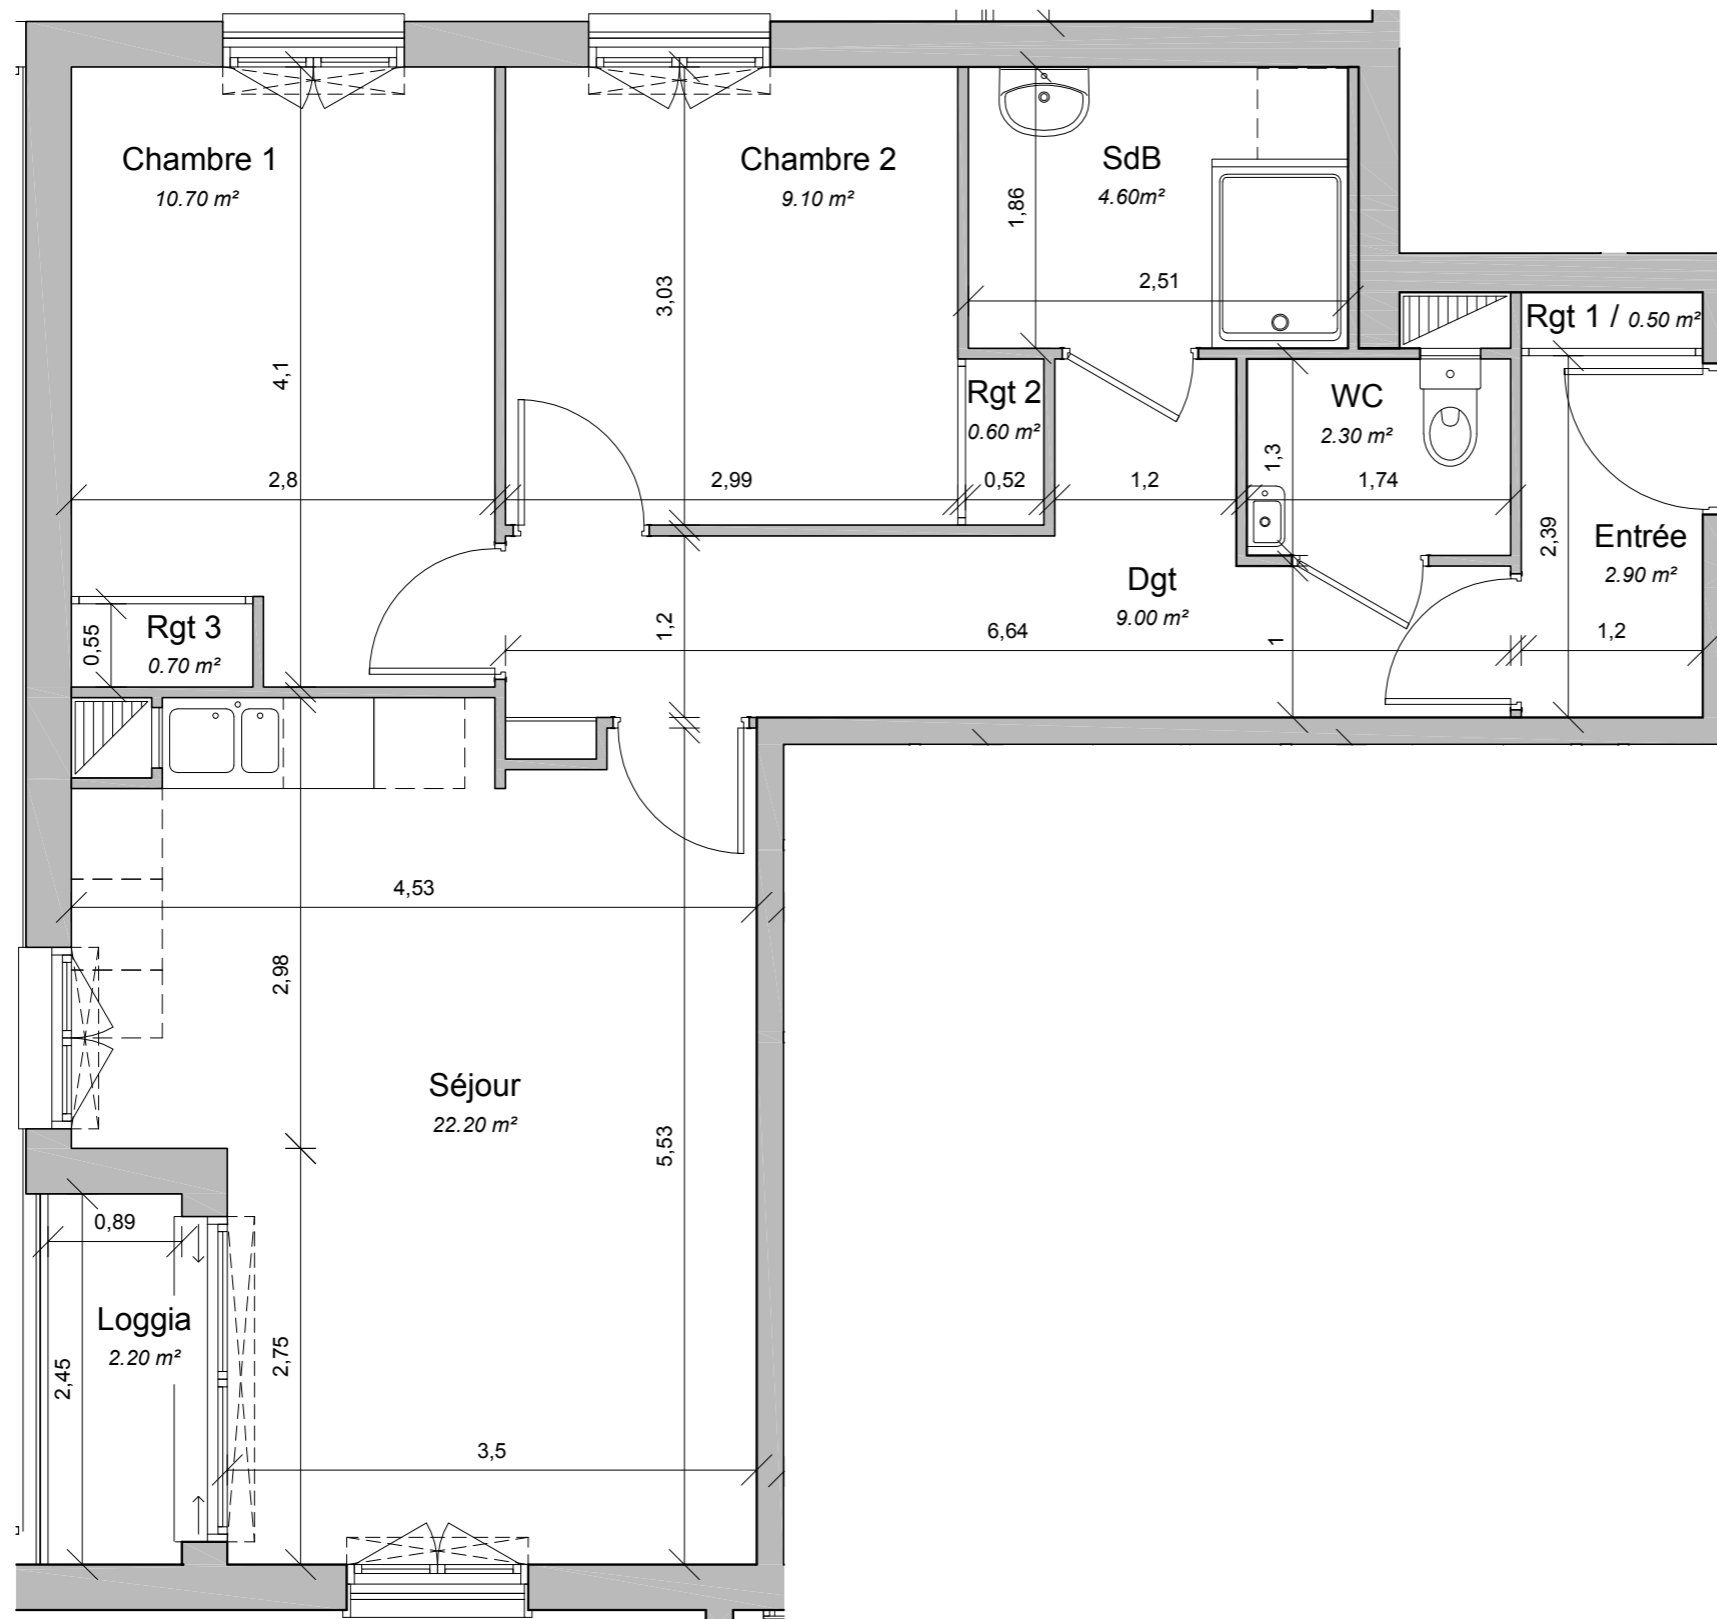 Chambre 1
10.70 m²
Chambre 2
9.10 m²
SdB
4.60m²
1,86
2,51
3,03
4,1
Rgt 1 / 0.50 m²
Rgt 2
0.60 m²
WC
2.30 m²
1,3
2,8
2,99
0,52
1,2
1,74
2,39
Entrée
2.90 m²
Dgt
9.00 m²
Rgt 3
0.70 m²
0,55
1,2
6,64
1
1,2
4,53
2,98
Séjour
22.20 m²
5,53
0,89
Loggia
2.20 m²
2,45
2,75
3,5